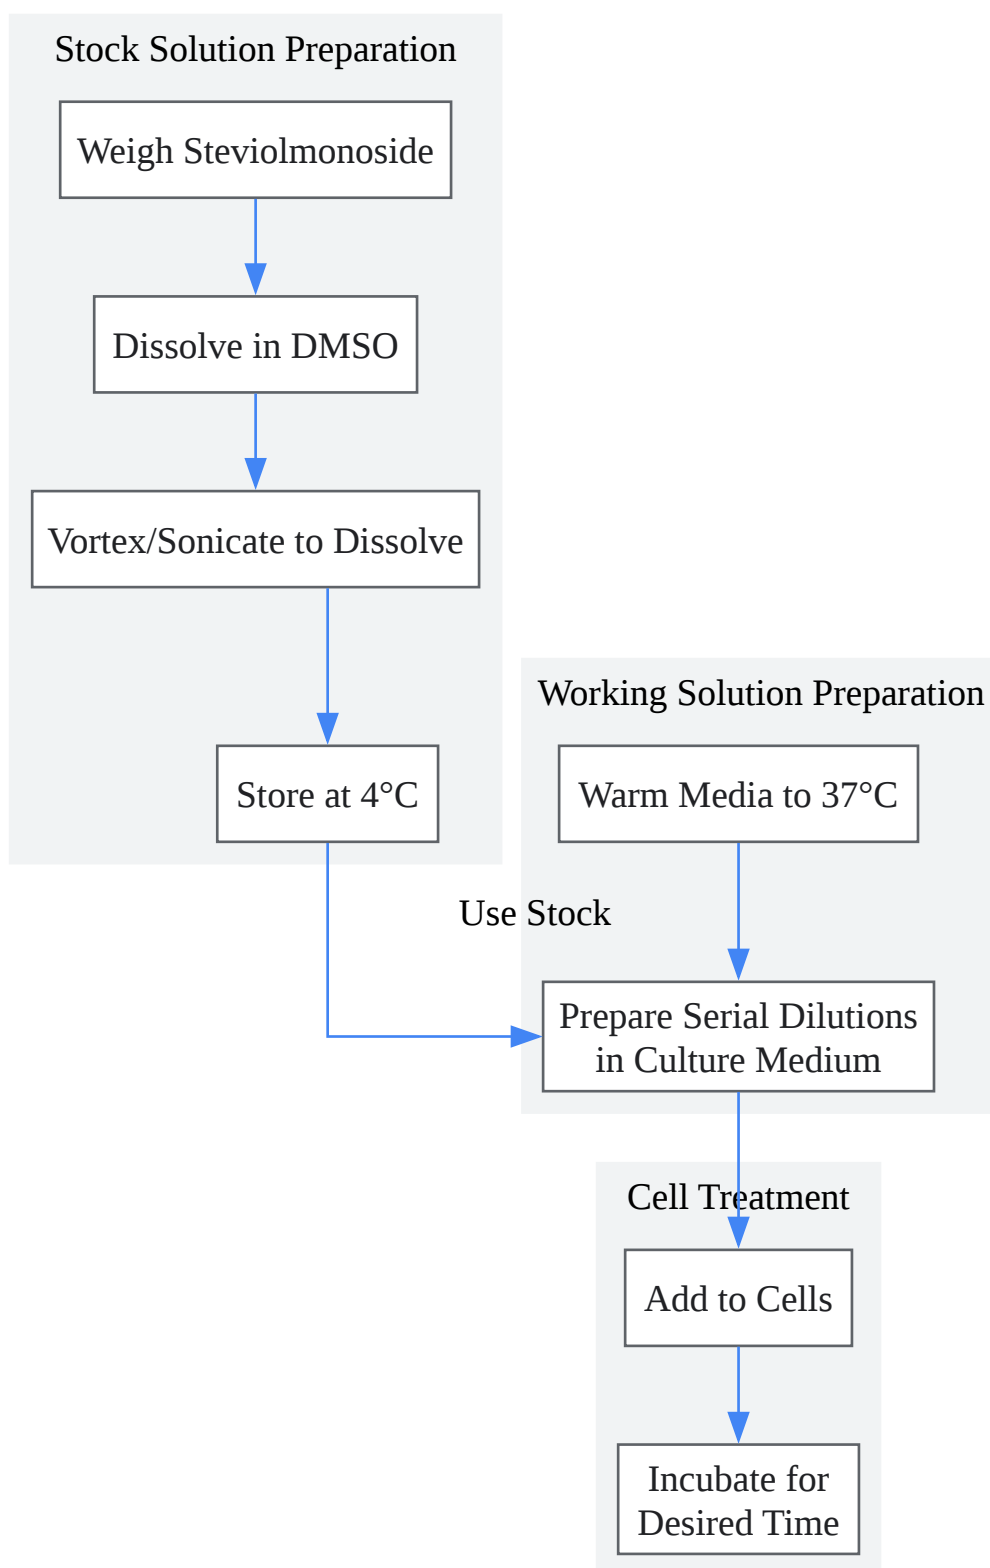 Stock Solution Preparation
Weigh Steviolmonoside
Dissolve in DMSO
Vortex/Sonicate to Dissolve
Store at 4°C
Working Solution Preparation
Warm Media to 37°C
Use Stock
Prepare Serial Dilutions
in Culture Medium
Cell Treatment
Add to Cells
Incubate for
Desired Time